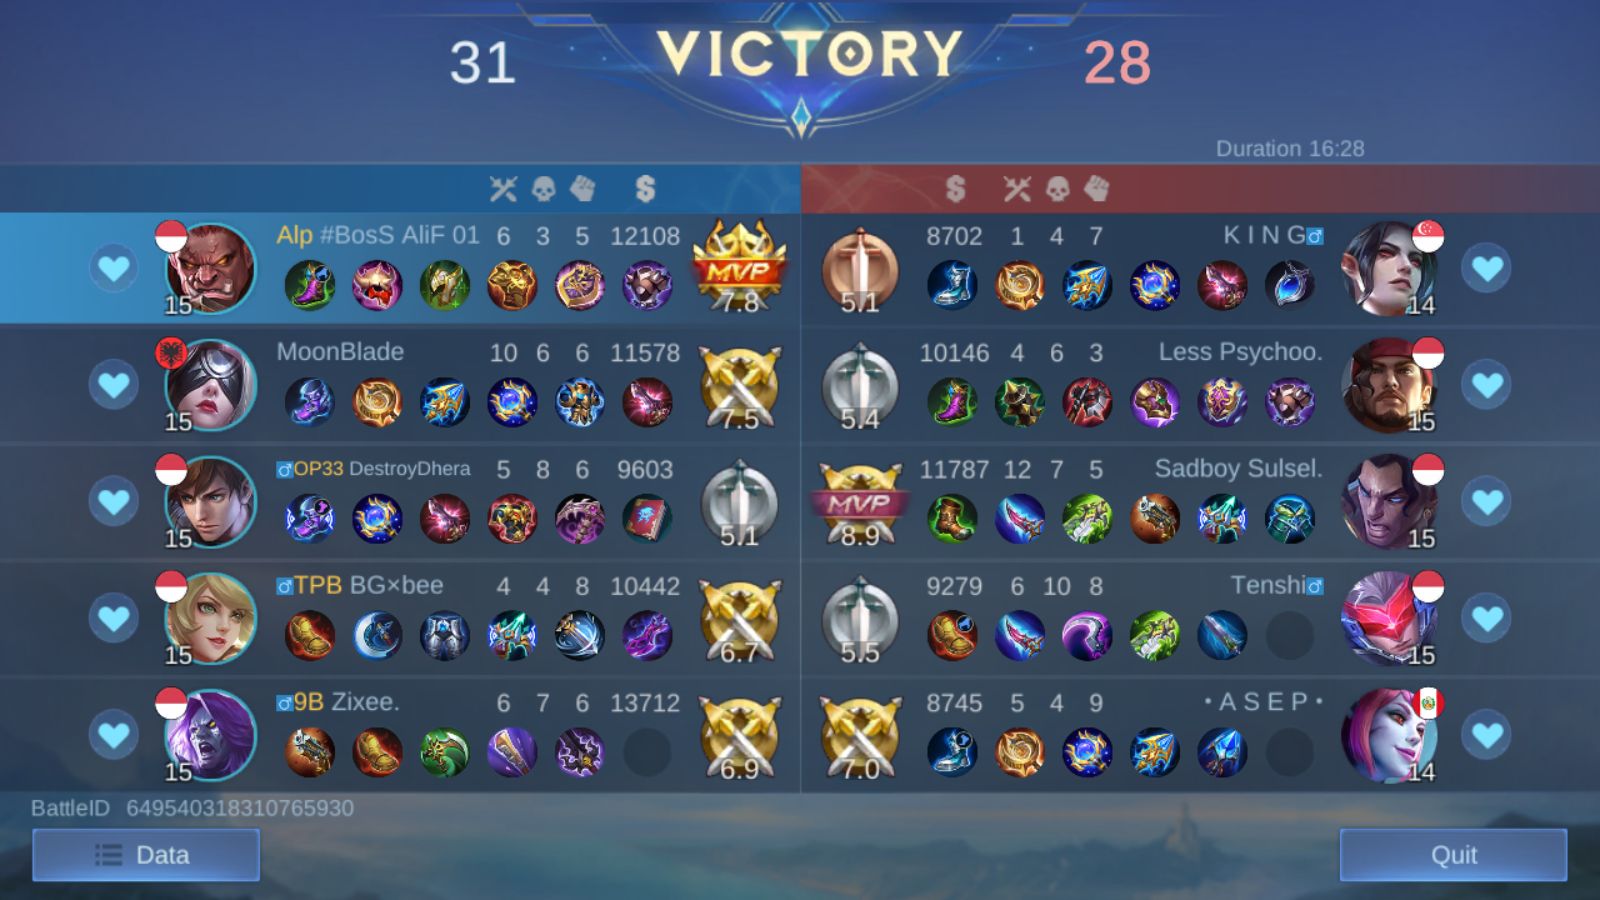 31 VICTORY 28
Duration 16:28
Alp #BosS AliF 01 6 3 5 12108 MVP 7.8
15
5.1 8702 1 4 7 K I N G
14
MoonBlade 10 6 6 11578 7.5
15
5.4 10146 4 6 3 Less Psychoo.
15
OP33 DestroyDhera 5 8 6 9603 5.1
15
MVP 8.9 11787 12 7 5 Sadboy Sulsel.
15
TPB BG×bee 4 4 8 10442 6.7
15
5.5 9279 6 10 8 Tenshi
15
9B Zixee. 6 7 6 13712 6.9
15
7.0 8745 5 4 9 • A S E P •
14
BattleID 649540318310765930
Data
Quit